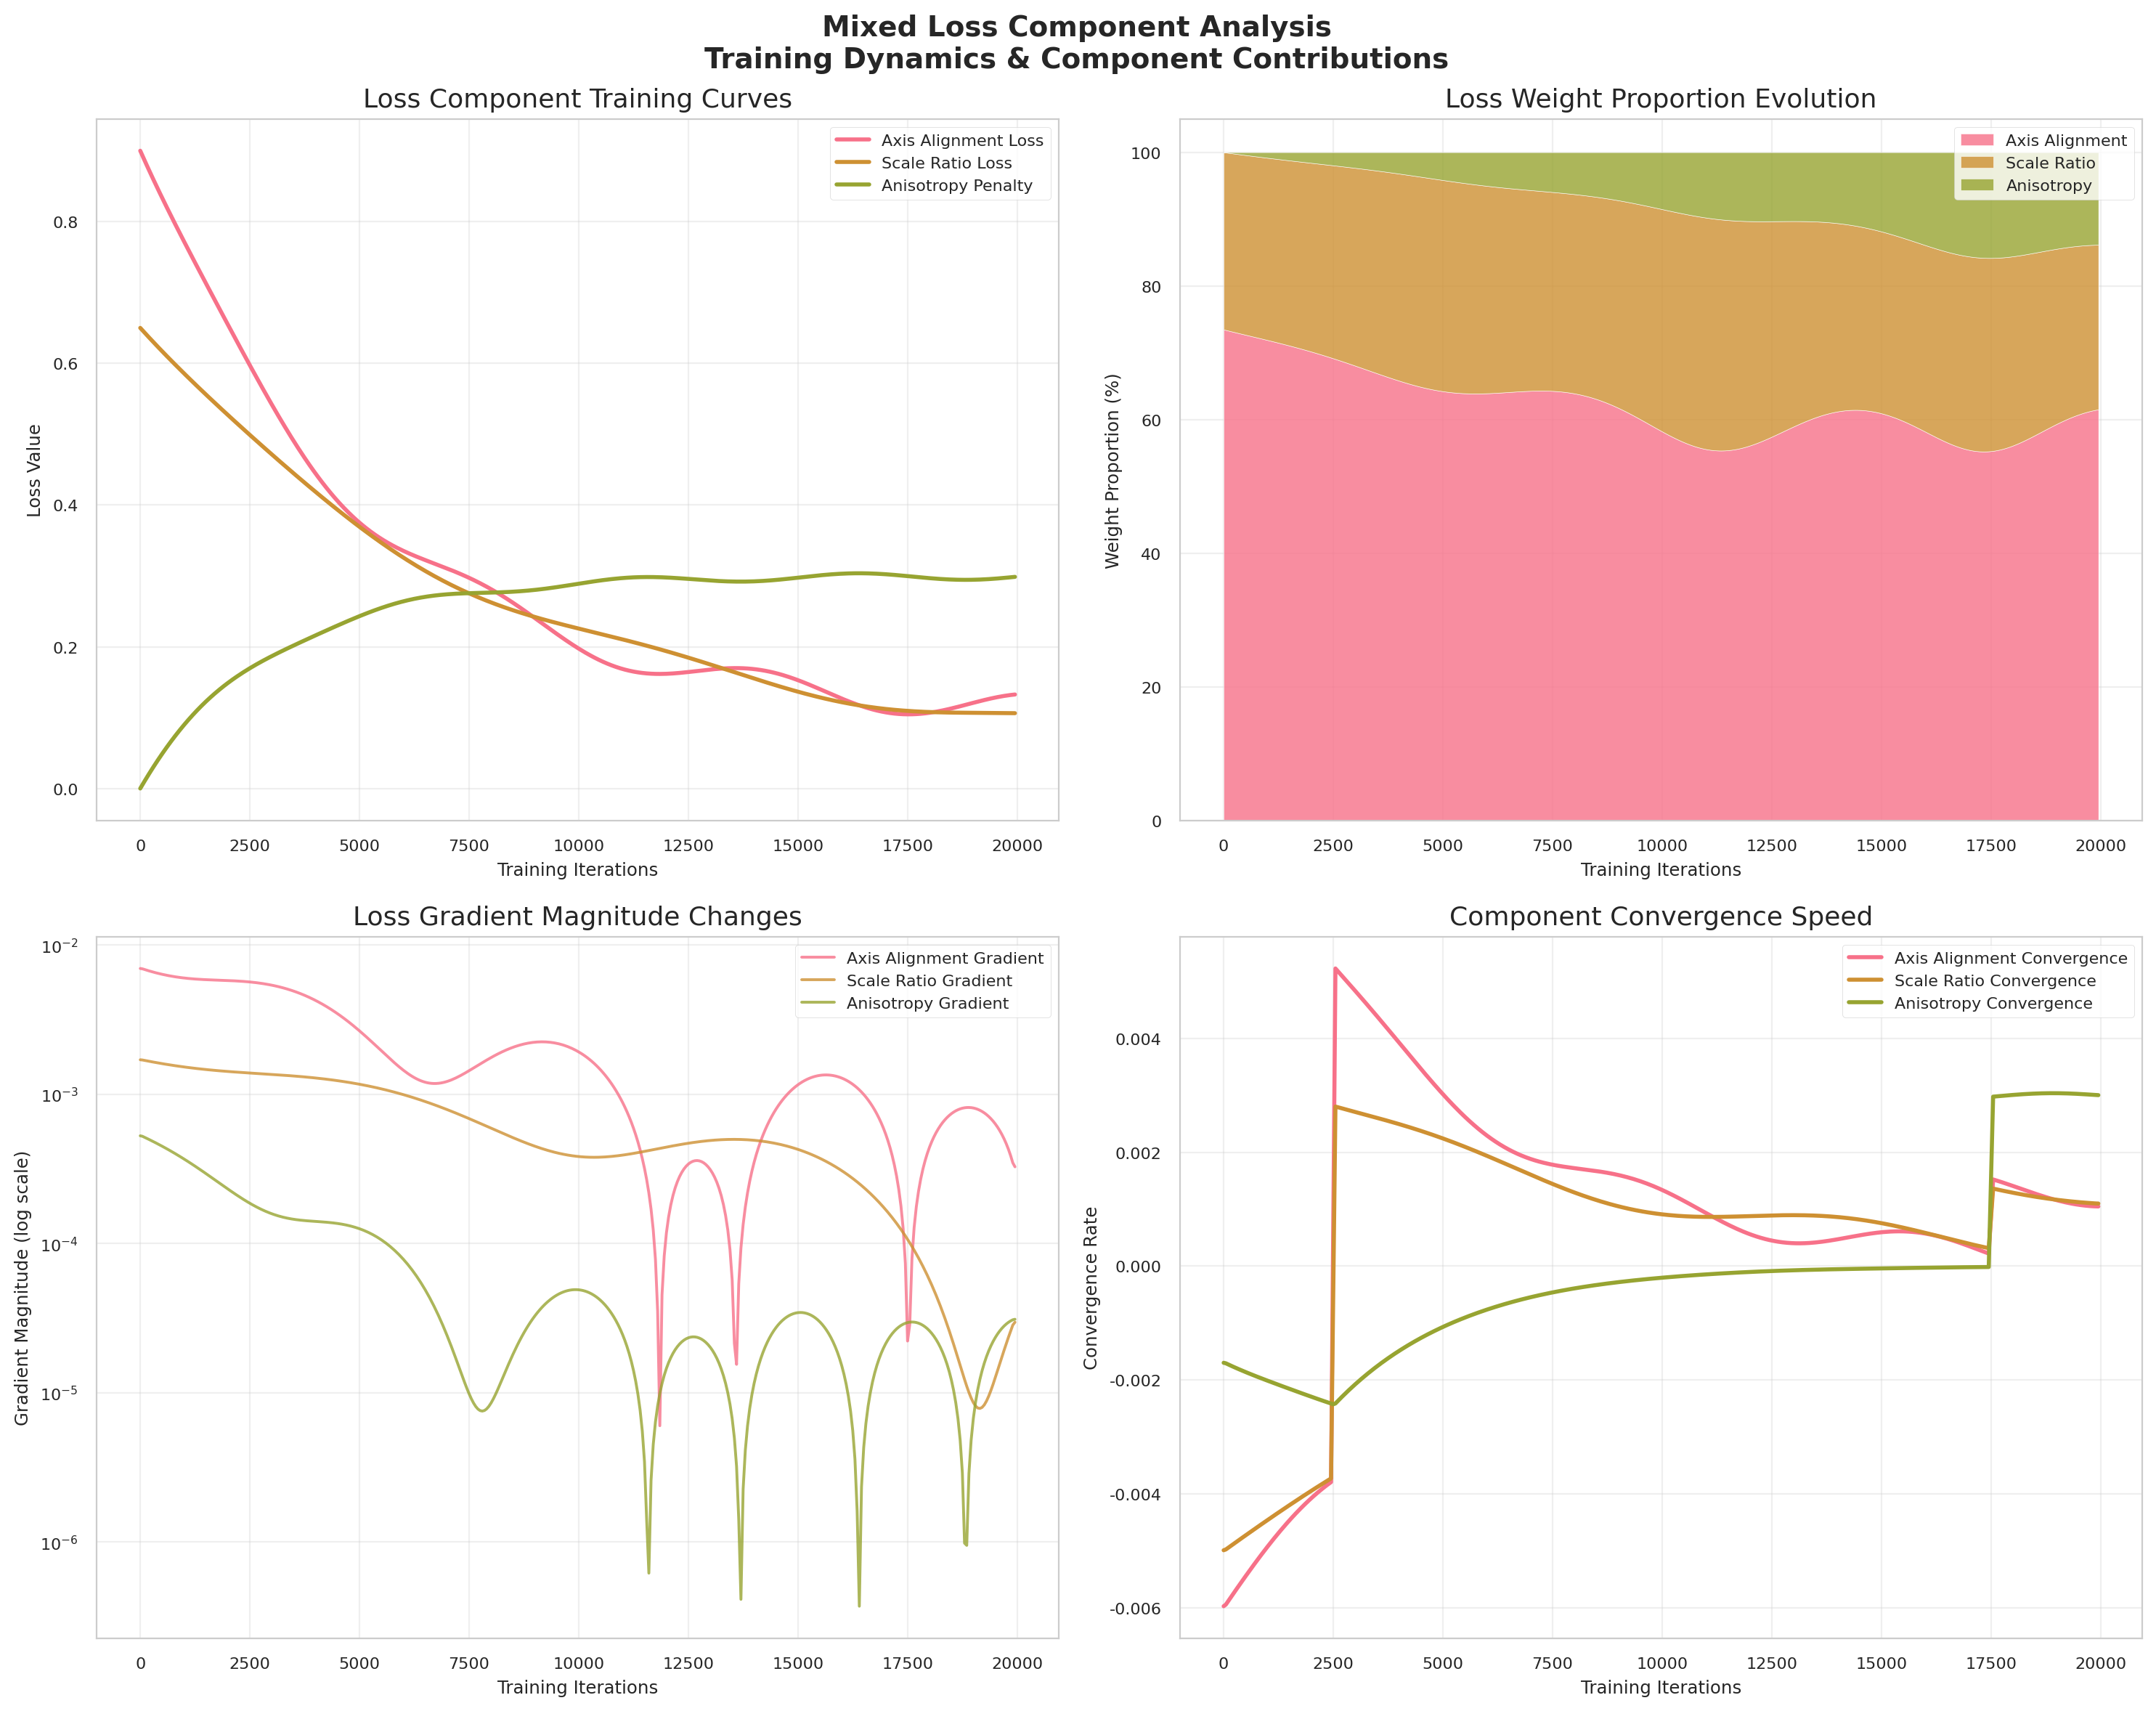 Mixed Loss Component Analysis
Training Dynamics & Component Contributions
Loss Component Training Curves
Axis Alignment Loss
Scale Ratio Loss
Anisotropy Penalty
Loss Value
0.8
0.6
0.4
0.2
0.0
0 2500 5000 7500 10000 12500 15000 17500 20000
Training Iterations
Loss Weight Proportion Evolution
Axis Alignment
Scale Ratio
Anisotropy
Weight Proportion (%)
100
80
60
40
20
0
0 2500 5000 7500 10000 12500 15000 17500 20000
Training Iterations
Loss Gradient Magnitude Changes
Axis Alignment Gradient
Scale Ratio Gradient
Anisotropy Gradient
Gradient Magnitude (log scale)
10⁻²
10⁻³
10⁻⁴
10⁻⁵
10⁻⁶
0 2500 5000 7500 10000 12500 15000 17500 20000
Training Iterations
Component Convergence Speed
Axis Alignment Convergence
Scale Ratio Convergence
Anisotropy Convergence
Convergence Rate
0.004
0.002
0.000
-0.002
-0.004
-0.006
0 2500 5000 7500 10000 12500 15000 17500 20000
Training Iterations